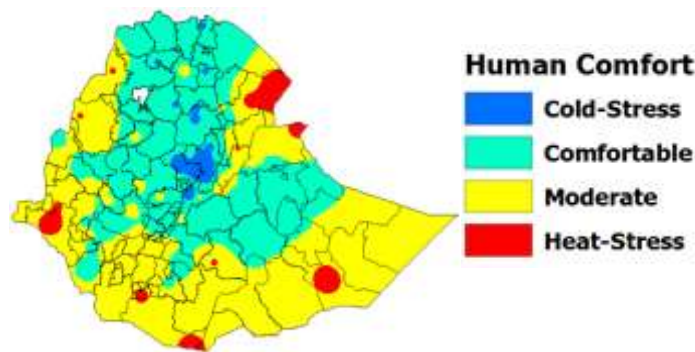 Human Comfort
Cold-Stress
Comfortable
Moderate
Heat-Stress